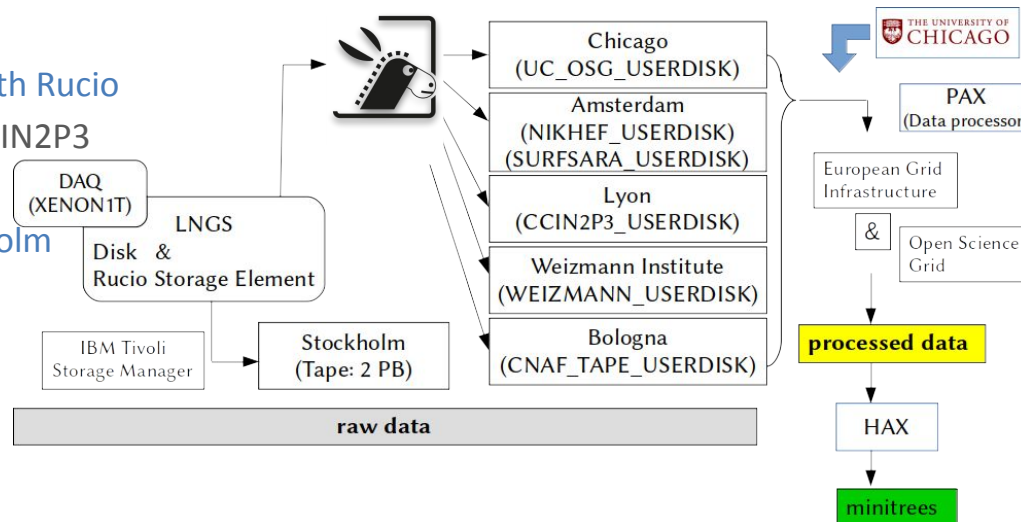 th Rucio
IN2P3
olm
DAQ
(XENON1T)
LNGS
Disk &
Rucio Storage Element
IBM Tivoli
Storage Manager
Stockholm
(Tape: 2 PB)
raw data
Chicago
(UC_OSG_USERDISK)
Amsterdam
(NIKHEF_USERDISK)
(SURFSARA_USERDISK)
Lyon
(CCIN2P3_USERDISK)
Weizmann Institute
(WEIZMANN_USERDISK)
Bologna
(CNAF_TAPE_USERDISK)
THE UNIVERSITY OF
CHICAGO
PAX
(Data processor
European Grid
Infrastructure
&
Open Science
Grid
processed data
HAX
minitrees